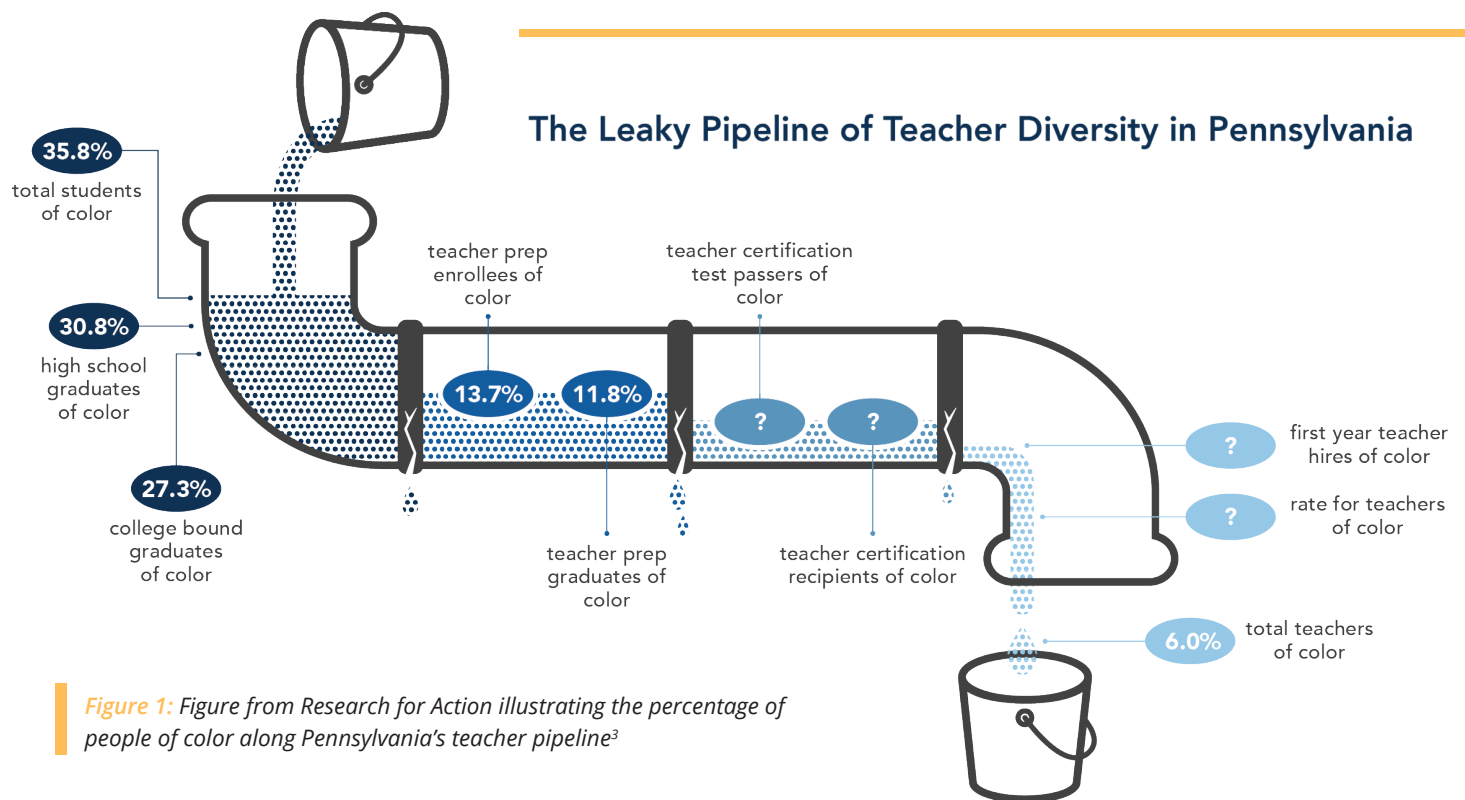 The Leaky Pipeline of Teacher Diversity in Pennsylvania
35.8%
total students
of color
30.8%
high school
graduates
of color
27.3%
college bound
graduates
of color
teacher prep
enrollees of
color
13.7%
11.8%
teacher prep
graduates of
color
teacher certification
test passers of
color
?
?
teacher certification
recipients of color
?
first year teacher
hires of color
?
rate for teachers
of color
6.0%
total teachers
of color
Figure 1: Figure from Research for Action illustrating the percentage of
people of color along Pennsylvania’s teacher pipeline³